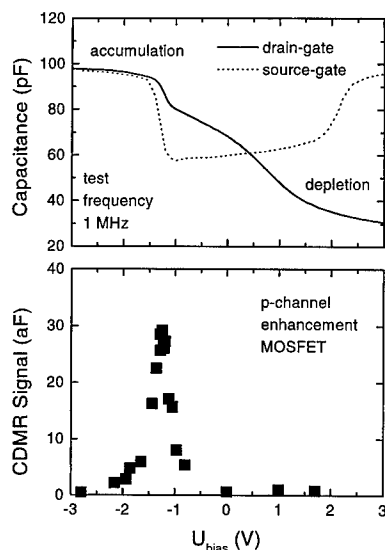 120
100
80
60
40
20
Capacitance (pF)
accumulation
drain-gate
source-gate
test
frequency
1 MHz
depletion
40
30
20
10
0
CDMR Signal (aF)
p-channel
enhancement
MOSFET
-3 -2 -1 0 1 2 3
U_bias (V)